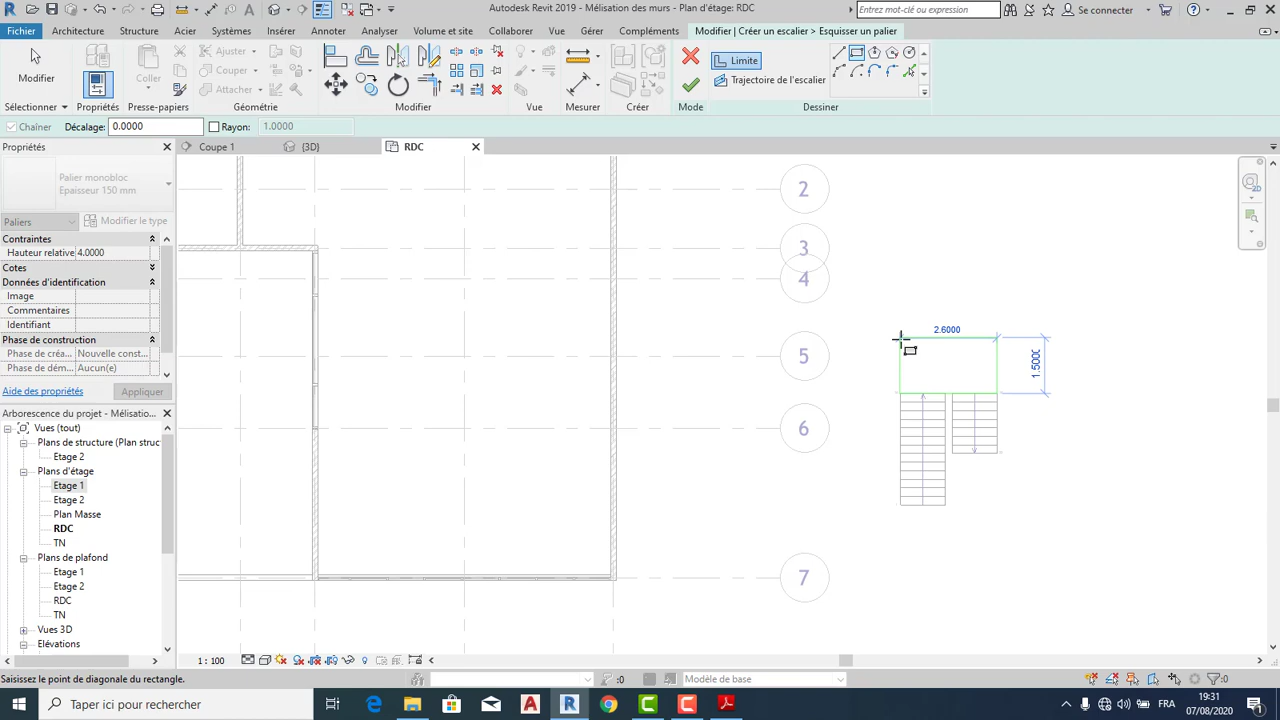 Autodesk Revit 2019 - Mélisation des murs - Plan d'étage: RDC
Entrez mot-clé ou expression
Se connecter
Fichier
Architecture
Structure
Acier
Systèmes
Insérer
Annoter
Analyser
Volume et site
Collaborer
Vue
Gérer
Compléments
Modifier | Créer un escalier > Esquisser un palier
Modifier
Coller
Ajuster
Couper
Attacher
Limite
Trajectoire de l'escalier
Sélectionner
Propriétés
Presse-papiers
Géométrie
Modifier
Vue
Mesurer
Créer
Mode
Dessiner
Chaîner
Décalage:
0.0000
Rayon:
1.0000
Propriétés
Coupe 1
{3D}
RDC
Palier monobloc
Epaisseur 150 mm
Paliers
Modifier le type
Contraintes
Hauteur relative
4.0000
Cotes
Données d'identification
Image
Commentaires
Identifiant
Phase de construction
Phase de créa...
Nouvelle const...
Phase de dém...
Aucun(e)
Aide des propriétés
Appliquer
Arborescence du projet - Mélisatio...
Vues (tout)
Plans de structure (Plan struc
Etage 2
Plans d'étage
Etage 1
Etage 2
Plan Masse
RDC
TN
Plans de plafond
Etage 1
Etage 2
RDC
TN
Vues 3D
Elévations
2
3
4
5
6
7
2.6000
1.5000
2D
1 : 100
Saisissez le point de diagonale du rectangle.
:0
Modèle de base
:0
Taper ici pour rechercher
FRA
19:31
07/08/2020